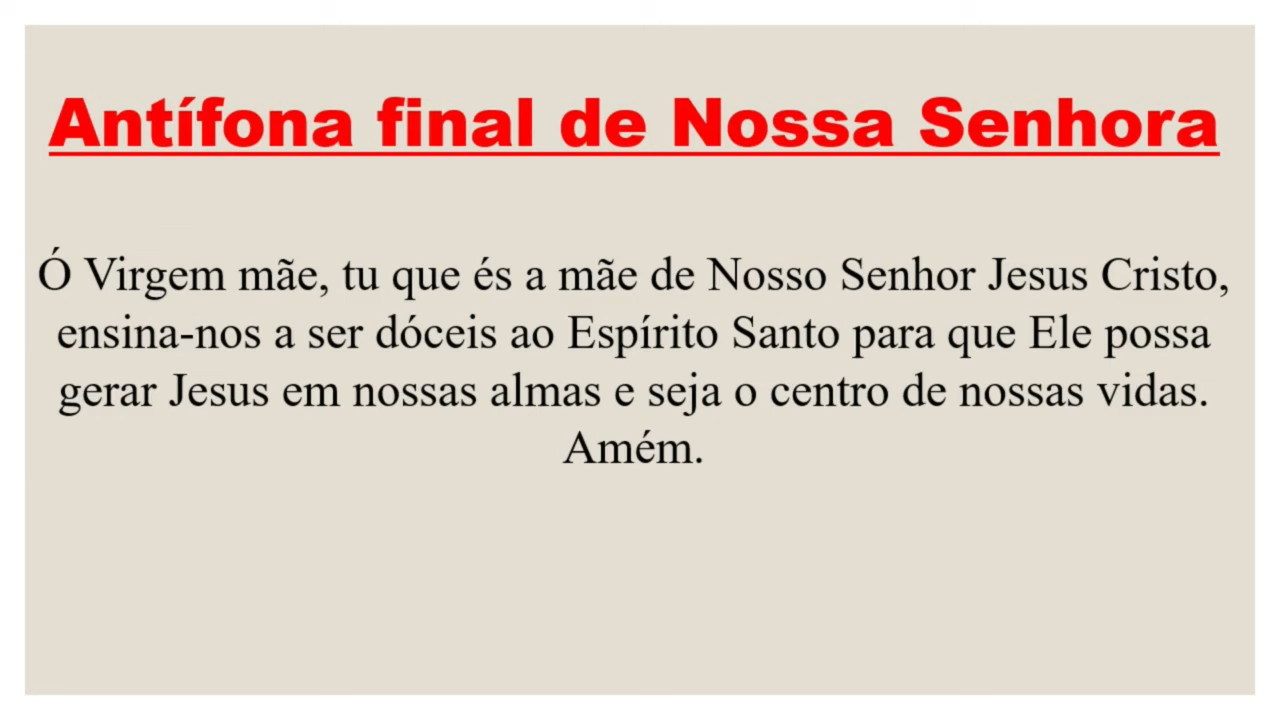 Antífona final de Nossa Senhora
Ó Virgem mãe, tu que és a mãe de Nosso Senhor Jesus Cristo,
ensina-nos a ser dóceis ao Espírito Santo para que Ele possa
gerar Jesus em nossas almas e seja o centro de nossas vidas.
Amém.